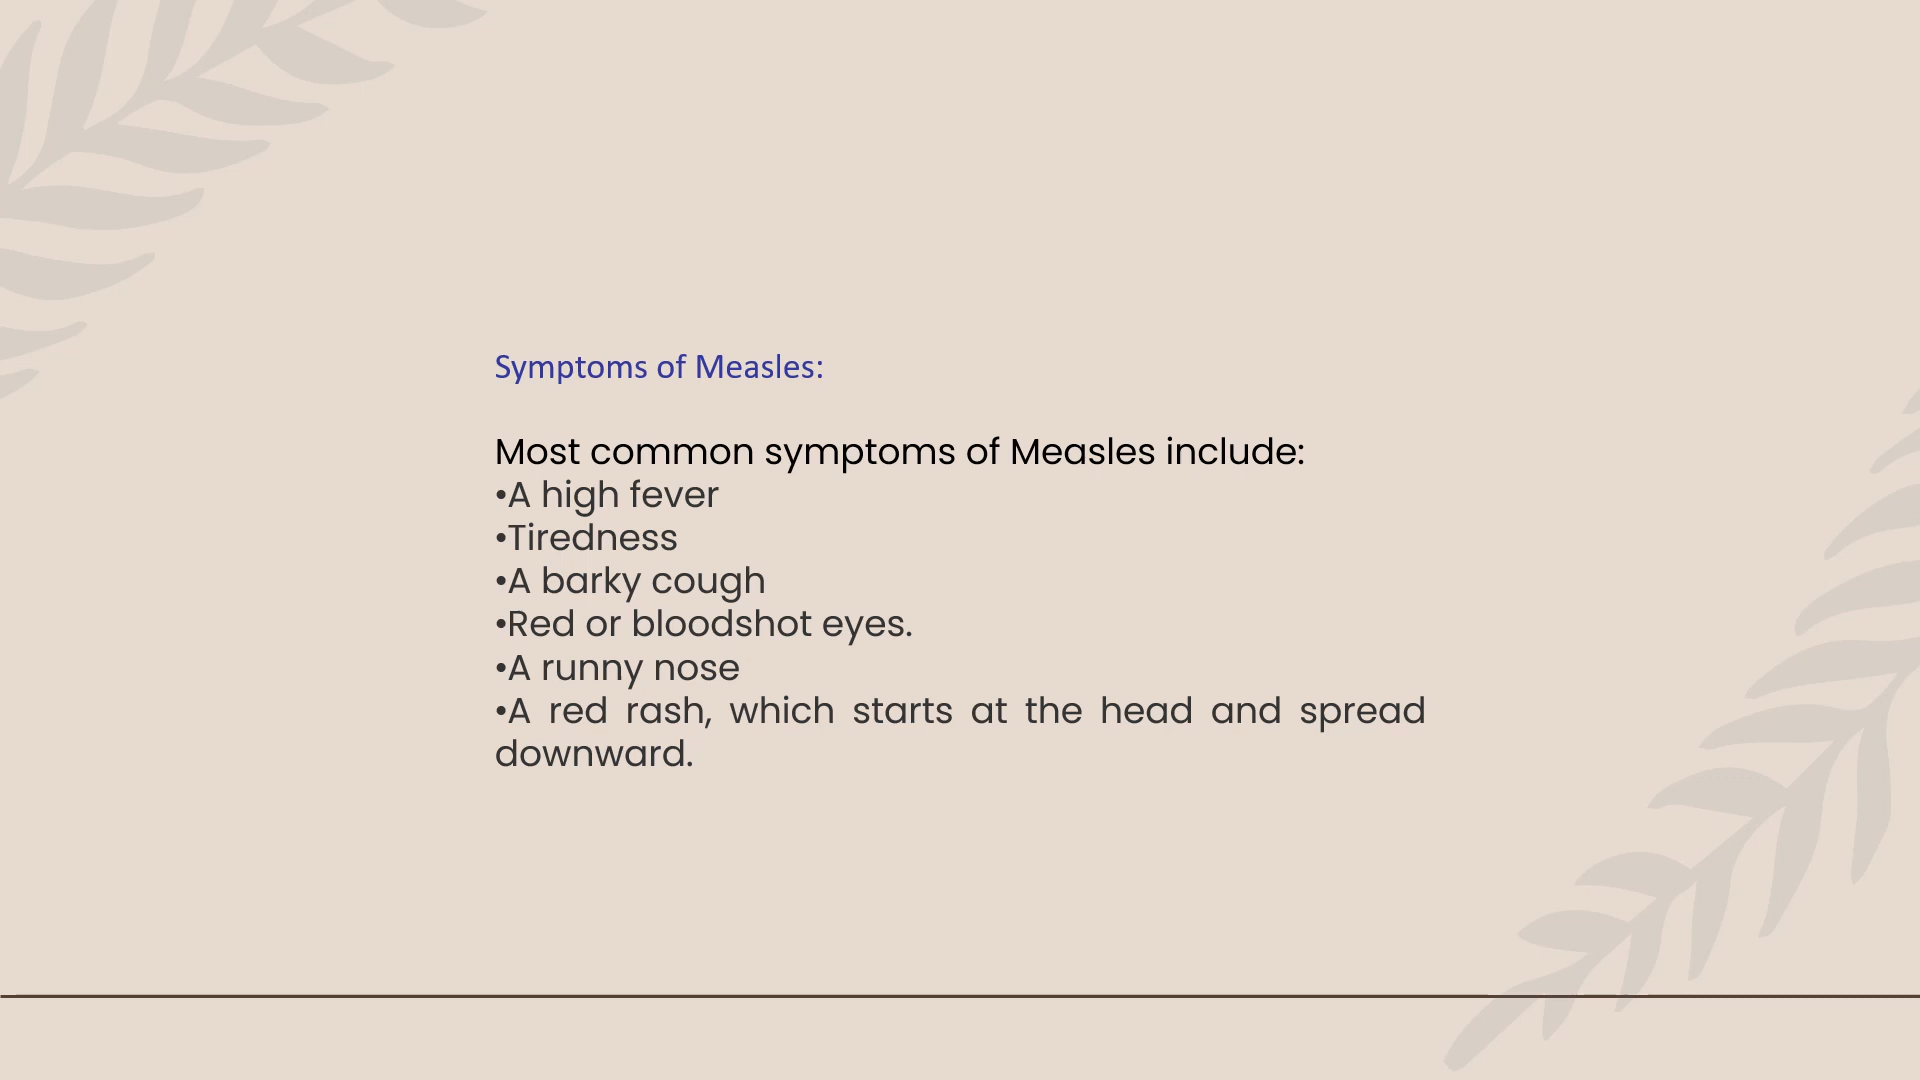 Symptoms of Measles:
Most common symptoms of Measles include:
•A high fever
•Tiredness
•A barky cough
•Red or bloodshot eyes.
•A runny nose
•A red rash, which starts at the head and spread
downward.